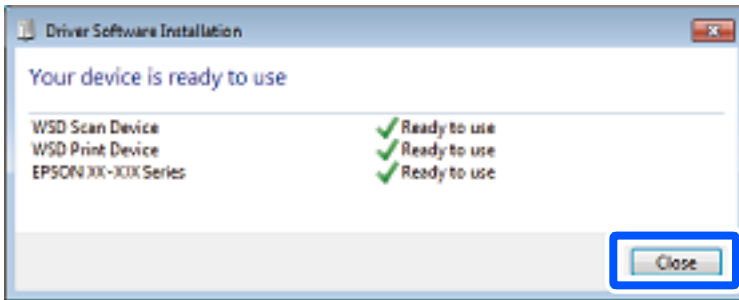 Driver Software Installation
Your device is ready to use
WSD Scan Device Ready to use
WSD Print Device Ready to use
EPSON XX-XXX Series Ready to use
Close